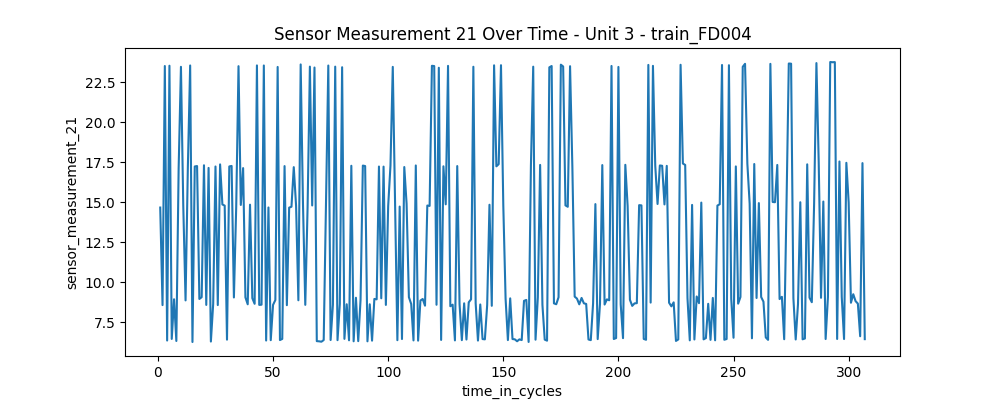 Sensor Measurement 21 Over Time - Unit 3 - train_FD004
sensor_measurement_21
22.5
20.0
17.5
15.0
12.5
10.0
7.5
0 50 100 150 200 250 300
time_in_cycles